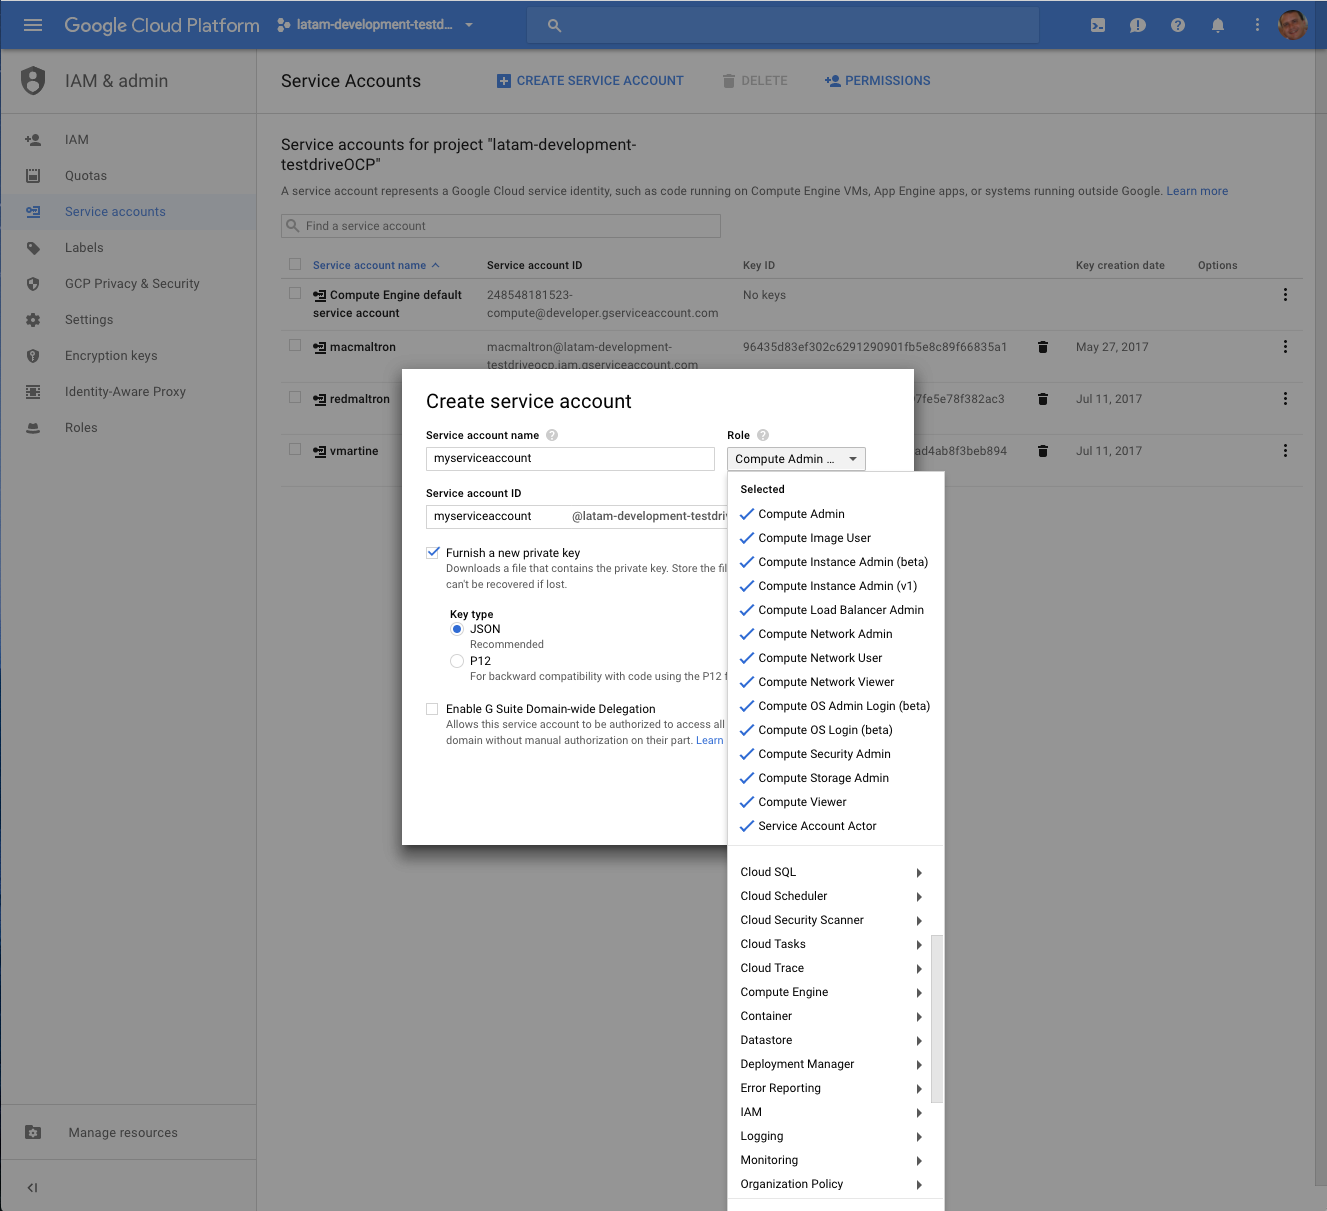 Google Cloud Platform
latam-development-testd...
IAM & admin
Service Accounts
CREATE SERVICE ACCOUNT
DELETE
PERMISSIONS
IAM
Quotas
Service accounts
Labels
GCP Privacy & Security
Settings
Encryption keys
Identity-Aware Proxy
Roles
Manage resources
Service accounts for project "latam-development-
testdriveOCP"
A service account represents a Google Cloud service identity, such as code running on Compute Engine VMs, App Engine apps, or systems running outside Google. Learn more
Find a service account
Service account name
Service account ID
Key ID
Key creation date
Options
Compute Engine default
service account
248548181523-
compute@developer.gserviceaccount.com
No keys
macmaltron
macmaltron@latam-development-
testdriveocp.iam.gserviceaccount.com
96435d83ef302c6291290901fb5e8c89f66835a1
May 27, 2017
redmaltron
7fe5e78f382ac3
Jul 11, 2017
vmartine
ad4ab8f3beb894
Jul 11, 2017
Create service account
Service account name
myserviceaccount
Role
Compute Admin ...
Service account ID
myserviceaccount
@latam-development-testdri
Furnish a new private key
Downloads a file that contains the private key. Store the fil
can't be recovered if lost.
Key type
JSON
Recommended
P12
For backward compatibility with code using the P12 f
Enable G Suite Domain-wide Delegation
Allows this service account to be authorized to access all
domain without manual authorization on their part. Learn
Selected
Compute Admin
Compute Image User
Compute Instance Admin (beta)
Compute Instance Admin (v1)
Compute Load Balancer Admin
Compute Network Admin
Compute Network User
Compute Network Viewer
Compute OS Admin Login (beta)
Compute OS Login (beta)
Compute Security Admin
Compute Storage Admin
Compute Viewer
Service Account Actor
Cloud SQL
Cloud Scheduler
Cloud Security Scanner
Cloud Tasks
Cloud Trace
Compute Engine
Container
Datastore
Deployment Manager
Error Reporting
IAM
Logging
Monitoring
Organization Policy